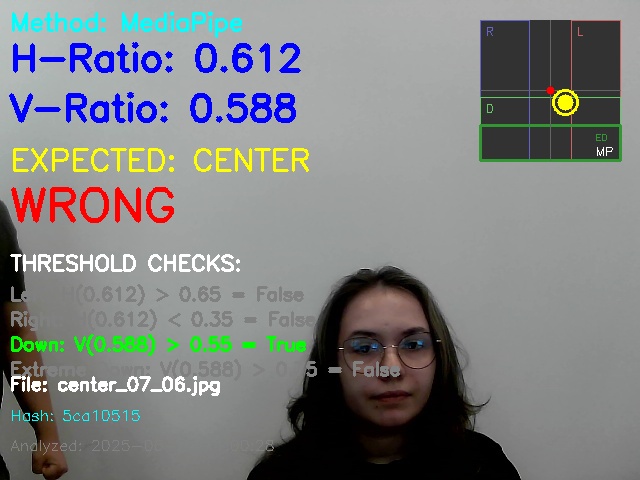 Method: MediaPipe
H-Ratio: 0.612
V-Ratio: 0.588
EXPECTED: CENTER
WRONG
THRESHOLD CHECKS:
(0.612) > 0.65 = False
(0.612) < 0.35 = False
Down: V(0.588) > 0.55 = True
Extreme V(0.588) > 5 = False
File: center_07_06.jpg
Hash: 5ca10515
Analyzed:
R L
D
ED
MP